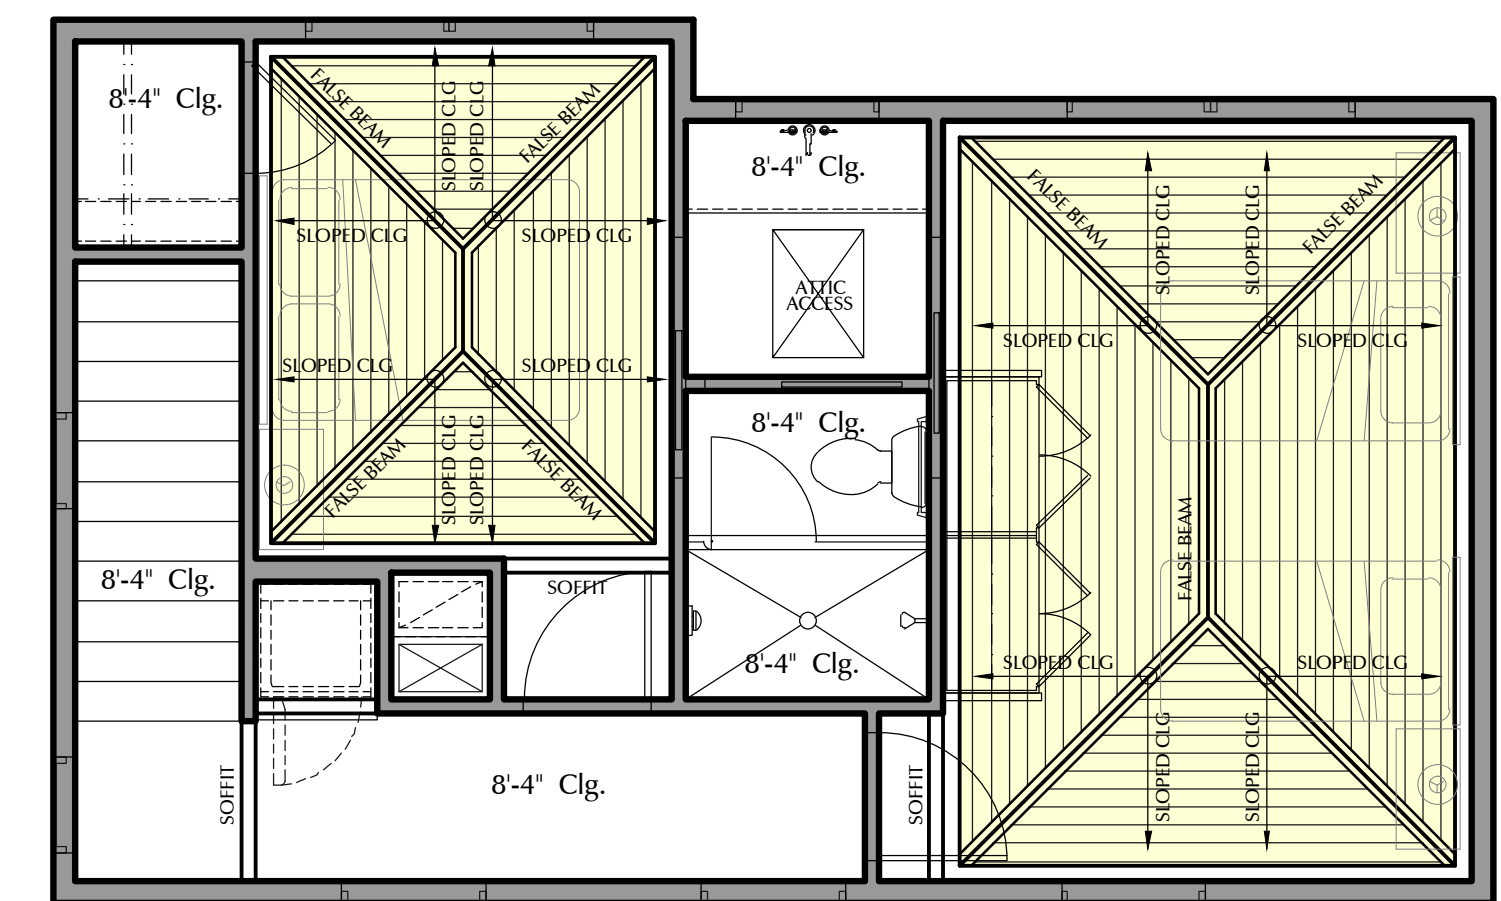 8'-4" Clg.
FALSE BEAM
SLOPED CLG
SLOPED CLG
FALSE BEAM
SLOPED CLG
SLOPED CLG
SLOPED CLG
SLOPED CLG
FALSE BEAM
SLOPED CLG
SLOPED CLG
FALSE BEAM
8'-4" Clg.
ATTIC
ACCESS
FALSE BEAM
SLOPED CLG
SLOPED CLG
FALSE BEAM
SLOPED CLG
SLOPED CLG
8'-4" Clg.
FALSE BEAM
8'-4" Clg.
SOFFIT
8'-4" Clg.
SLOPED CLG
SLOPED CLG
SLOPED CLG
SLOPED CLG
SOFFIT
8'-4" Clg.
SOFFIT